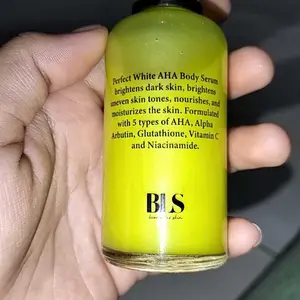 Perfect White AHA Body Serum
brightens dark skin, brightens
uneven skin tones, nourishes, and
moisturizes the skin. Formulated
with 5 types of AHA, Alpha
Arbutin, Glutathione, Vitamin C
and Niacinamide.
BLS